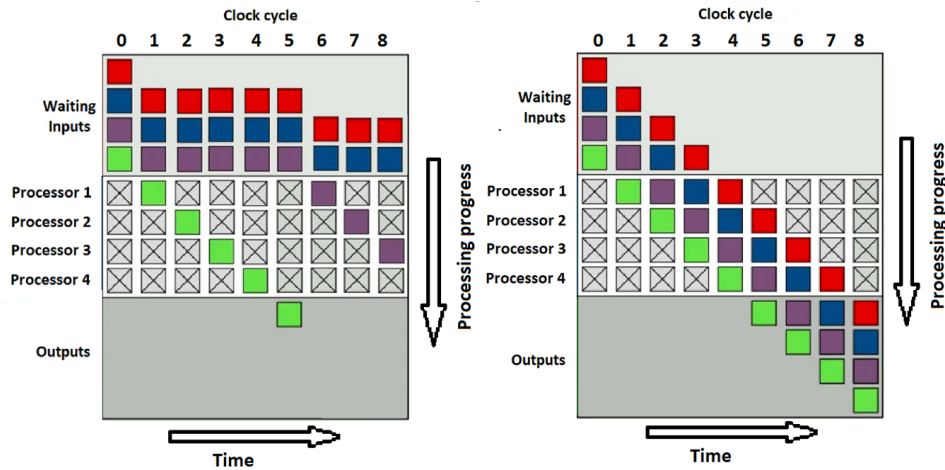 Clock cycle
0 1 2 3 4 5 6 7 8
Waiting
Inputs
Processor 1
Processor 2
Processor 3
Processor 4
Outputs
Processing progress
Time
Clock cycle
0 1 2 3 4 5 6 7 8
Waiting
Inputs
Processor 1
Processor 2
Processor 3
Processor 4
Outputs
Processing progress
Time